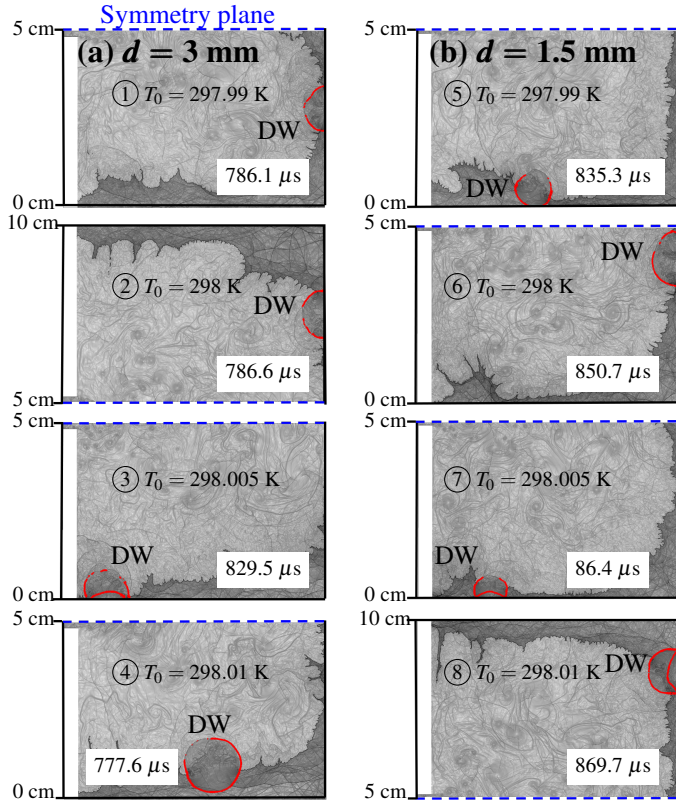 Symmetry plane
5 cm
(a) d = 3 mm
(b) d = 1.5 mm
① T₀ = 297.99 K
DW
786.1 μs
0 cm
⑤ T₀ = 297.99 K
DW
835.3 μs
0 cm
10 cm
② T₀ = 298 K
DW
786.6 μs
5 cm
5 cm
DW
⑥ T₀ = 298 K
850.7 μs
0 cm
5 cm
③ T₀ = 298.005 K
DW
829.5 μs
0 cm
5 cm
⑦ T₀ = 298.005 K
DW
86.4 μs
0 cm
5 cm
④ T₀ = 298.01 K
DW
777.6 μs
0 cm
10 cm
DW
⑧ T₀ = 298.01 K
869.7 μs
5 cm